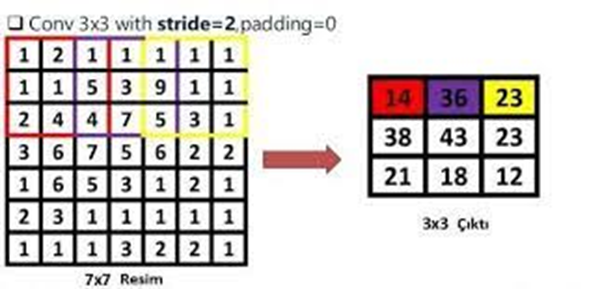 ❑ Conv 3x3 with stride=2,padding=0
1 2 1 1 1 1 1
1 1 5 3 9 1 1
2 4 4 7 5 3 1
3 6 7 5 6 2 2
1 6 5 3 1 2 1
2 3 1 1 1 1 1
1 1 1 3 2 2 1
7x7 Resim
14 36 23
38 43 23
21 18 12
3x3 Çıktı